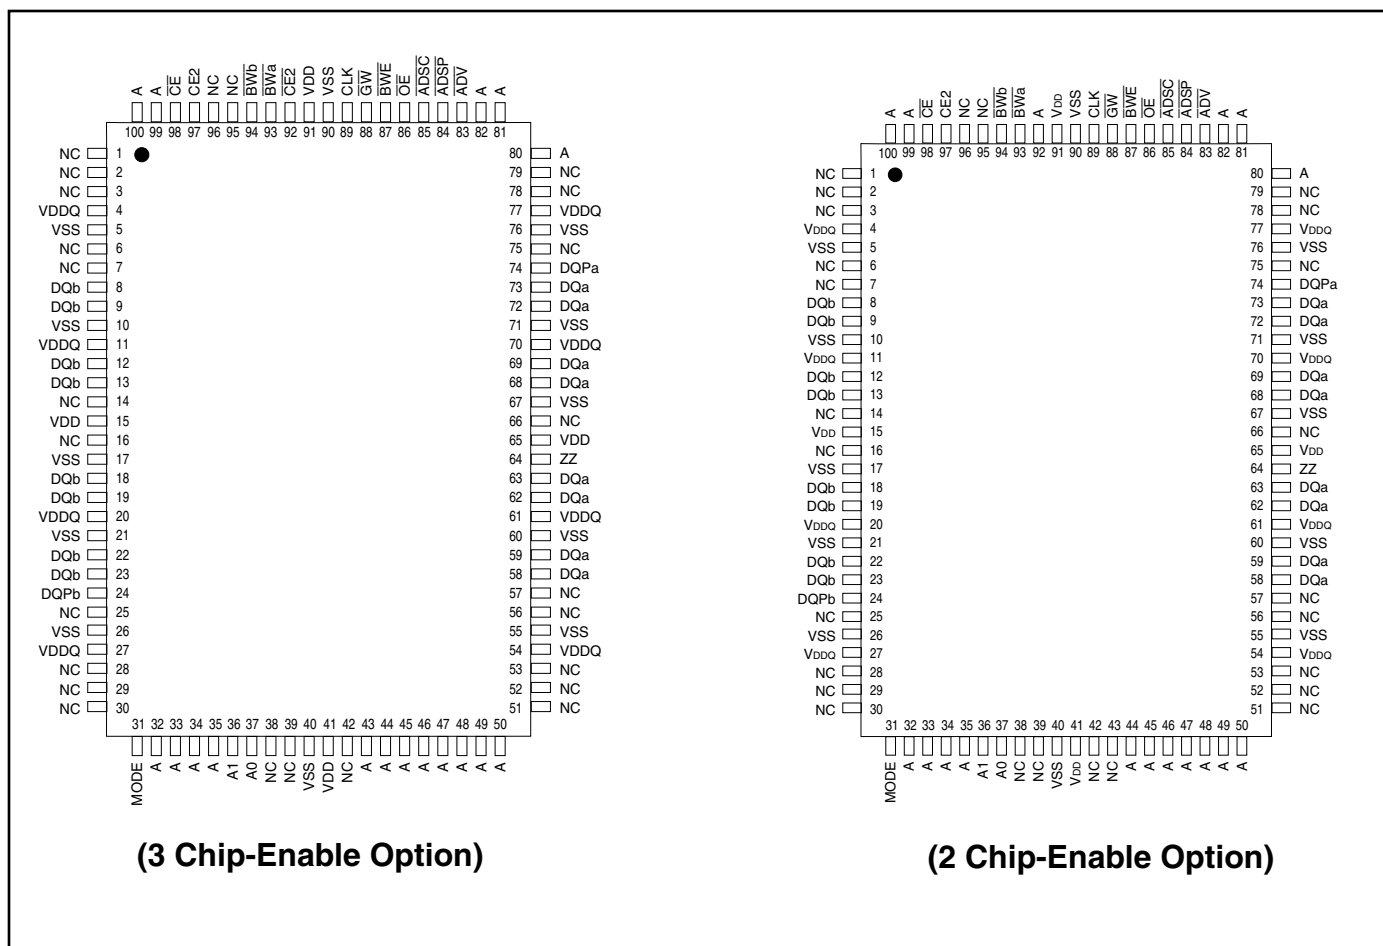 A A CE CE2 NC NC BWb BWa CE2 VDD VSS CLK GW BWE OE ADSC ADSP ADV A A
100 99 98 97 96 95 94 93 92 91 90 89 88 87 86 85 84 83 82 81
NC 1 80 A
NC 2 79 NC
NC 3 78 NC
VDDQ 4 77 VDDQ
VSS 5 76 VSS
NC 6 75 NC
NC 7 74 DQPa
DQb 8 73 DQa
DQb 9 72 DQa
VSS 10 71 VSS
VDDQ 11 70 VDDQ
DQb 12 69 DQa
DQb 13 68 DQa
NC 14 67 VSS
VDD 15 66 NC
NC 16 65 VDD
VSS 17 64 ZZ
DQb 18 63 DQa
DQb 19 62 DQa
VDDQ 20 61 VDDQ
VSS 21 60 VSS
DQb 22 59 DQa
DQb 23 58 DQa
DQPb 24 57 NC
NC 25 56 NC
VSS 26 55 VSS
VDDQ 27 54 VDDQ
NC 28 53 NC
NC 29 52 NC
NC 30 51 NC
31 32 33 34 35 36 37 38 39 40 41 42 43 44 45 46 47 48 49 50
MODE A A A A A1 A0 NC NC VSS VDD NC A A A A A A A A
(3 Chip-Enable Option)
A A CE CE2 NC NC BWb BWa A VDD VSS CLK GW BWE OE ADSC ADSP ADV A A
100 99 98 97 96 95 94 93 92 91 90 89 88 87 86 85 84 83 82 81
NC 1 80 A
NC 2 79 NC
NC 3 78 NC
VDDQ 4 77 VDDQ
VSS 5 76 VSS
NC 6 75 NC
NC 7 74 DQPa
DQb 8 73 DQa
DQb 9 72 DQa
VSS 10 71 VSS
VDDQ 11 70 VDDQ
DQb 12 69 DQa
DQb 13 68 DQa
NC 14 67 VSS
VDD 15 66 NC
NC 16 65 VDD
VSS 17 64 ZZ
DQb 18 63 DQa
DQb 19 62 DQa
VDDQ 20 61 VDDQ
VSS 21 60 VSS
DQb 22 59 DQa
DQb 23 58 DQa
DQPb 24 57 NC
NC 25 56 NC
VSS 26 55 VSS
VDDQ 27 54 VDDQ
NC 28 53 NC
NC 29 52 NC
NC 30 51 NC
31 32 33 34 35 36 37 38 39 40 41 42 43 44 45 46 47 48 49 50
MODE A A A A A1 A0 NC NC VSS VDD NC NC A A A A A A A
(2 Chip-Enable Option)